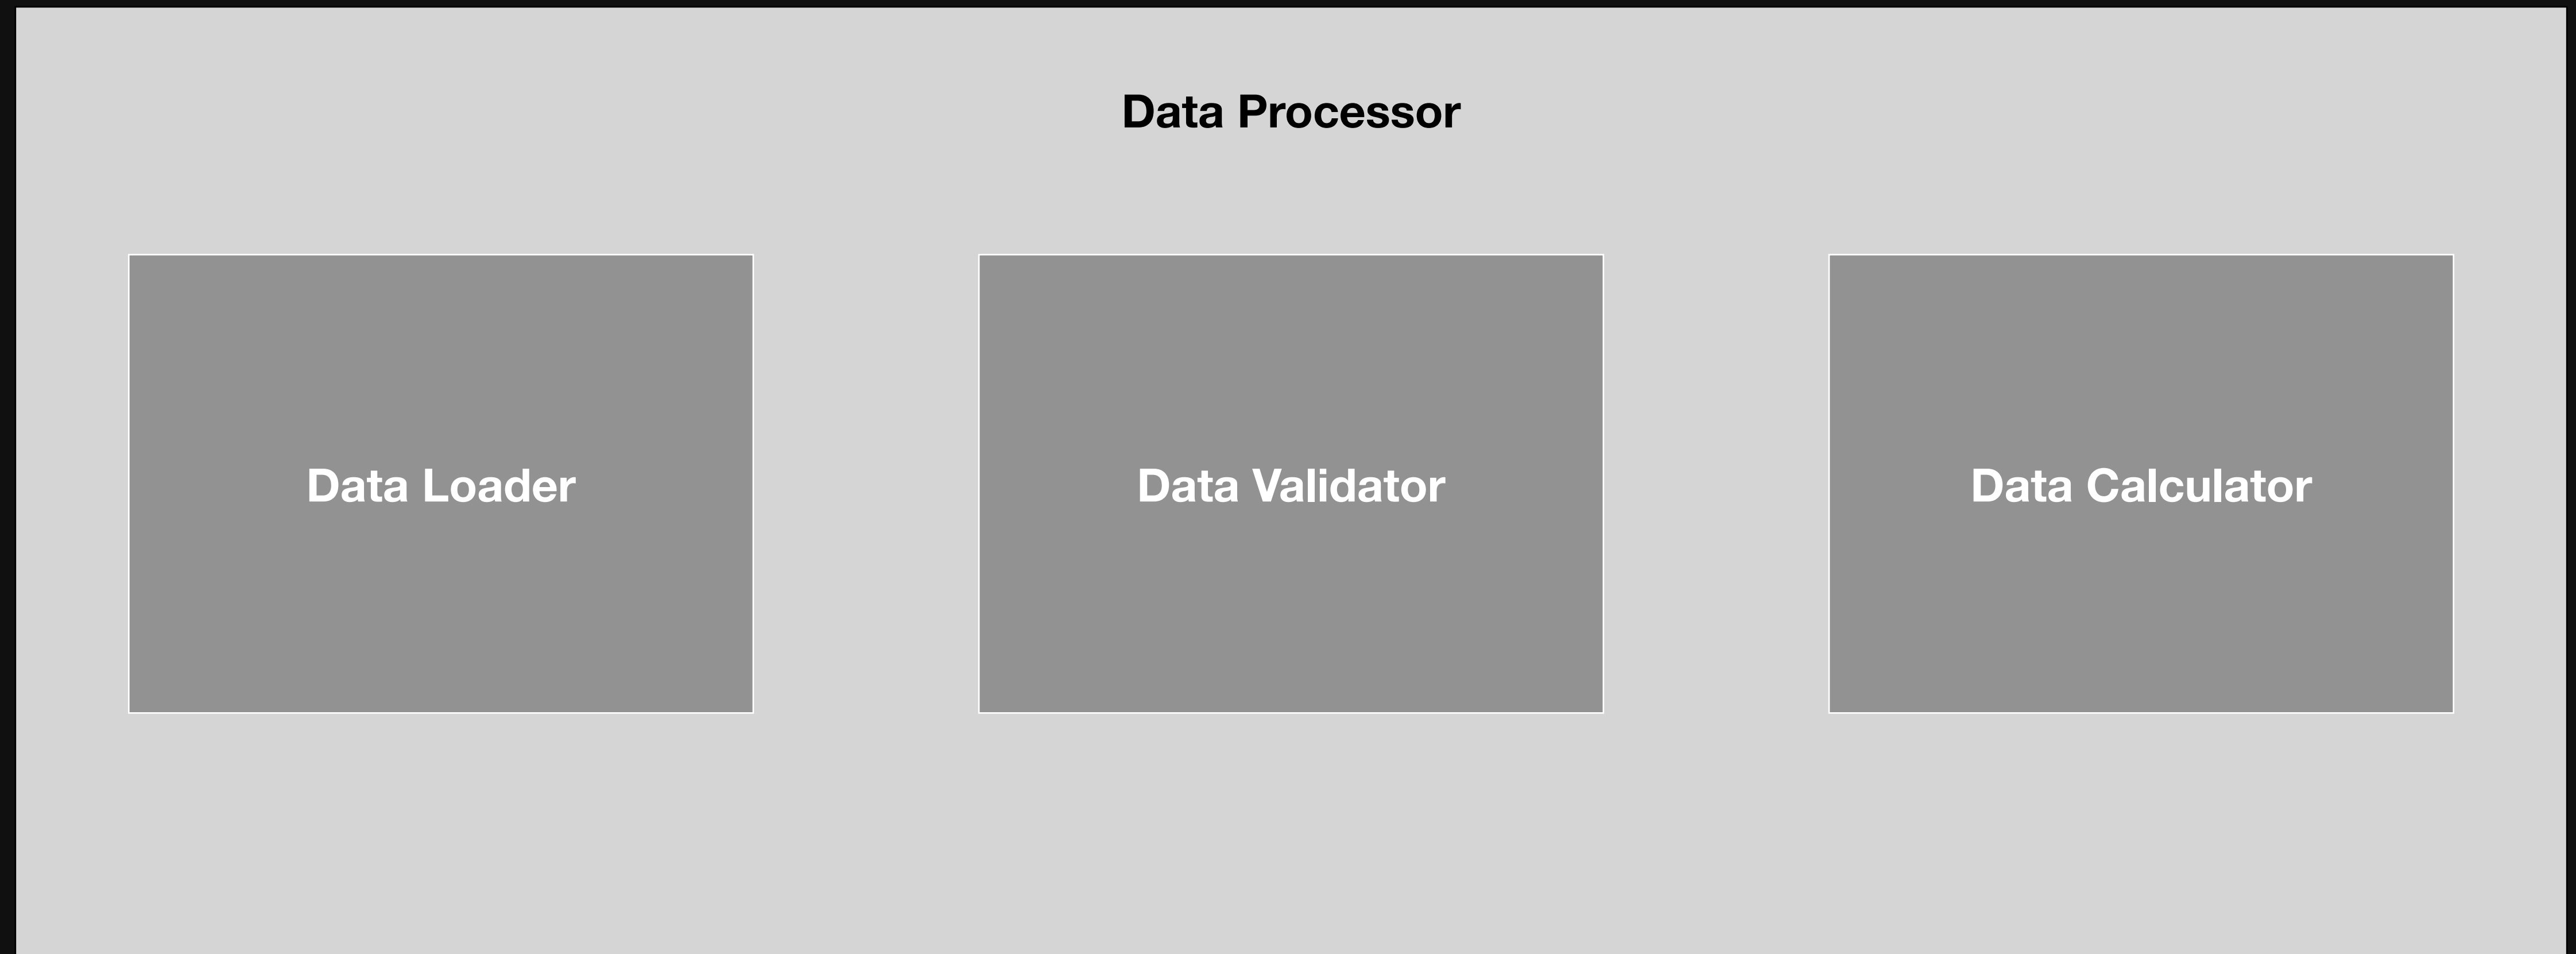 Data Processor
Data Loader
Data Validator
Data Calculator